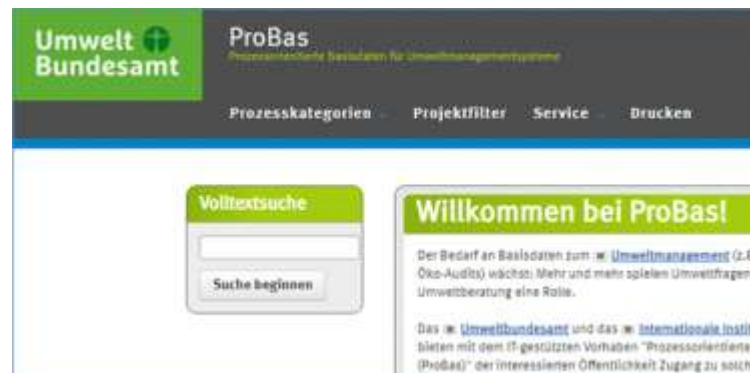 Umwelt
Bundesamt
ProBas
Prozessorientierte Basisdaten für Umweltmanagementsysteme
Prozesskategorien
Projektfilter
Service
Drucken
Volltextsuche
Suche beginnen
Willkommen bei ProBas!
Der Bedarf an Basisdaten zum Umweltmanagement (z.B
Öko-Audits) wächst: Mehr und mehr spielen Umweltfragen
Umweltberatung eine Rolle.
Das Umweltbundesamt und das Internationale Instit
bieten mit dem IT-gestützten Vorhaben "Prozessorientierte
(ProBas)" der interessierten Öffentlichkeit Zugang zu solch